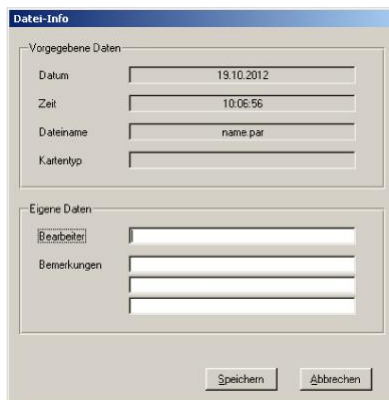 Datei-Info
Vorgegebene Daten
Datum 19.10.2012
Zeit 10:06:56
Dateiname name.par
Kartentyp
Eigene Daten
Bearbeiter
Bemerkungen
Speichern Abbrechen